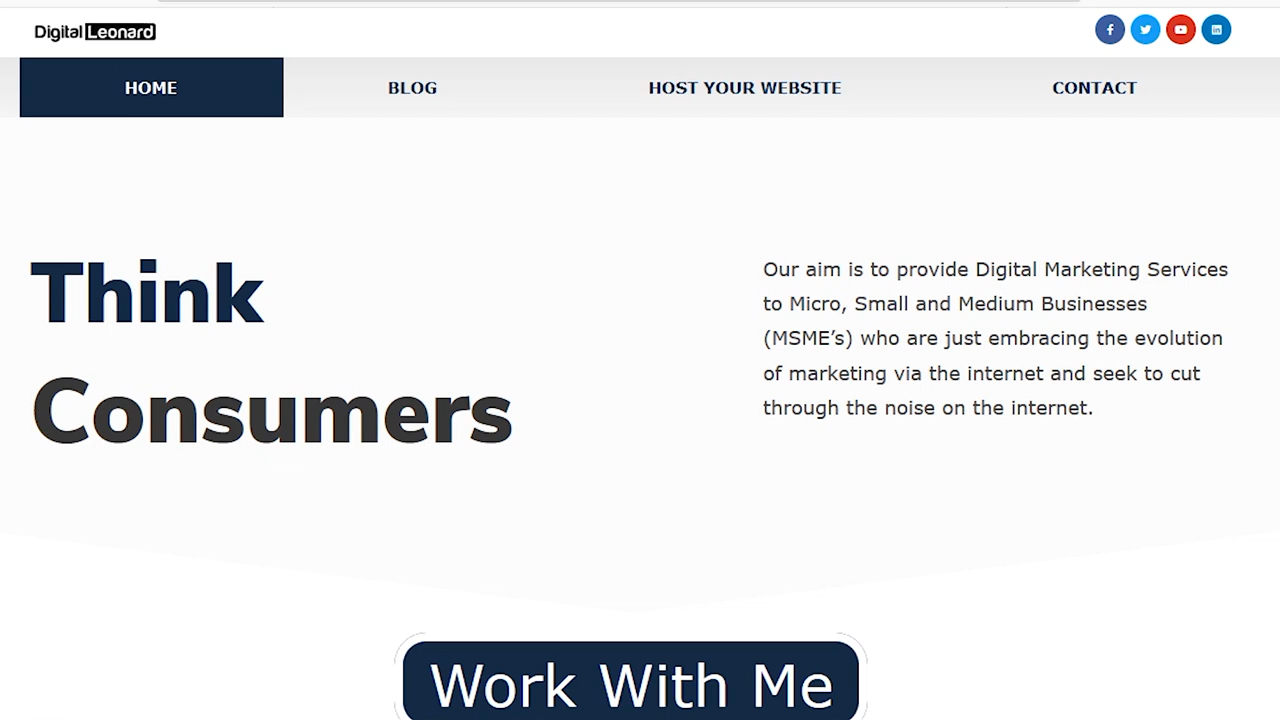 Digital Leonard
HOME
BLOG
HOST YOUR WEBSITE
CONTACT
Think
Consumers
Our aim is to provide Digital Marketing Services
to Micro, Small and Medium Businesses
(MSME’s) who are just embracing the evolution
of marketing via the internet and seek to cut
through the noise on the internet.
Work With Me